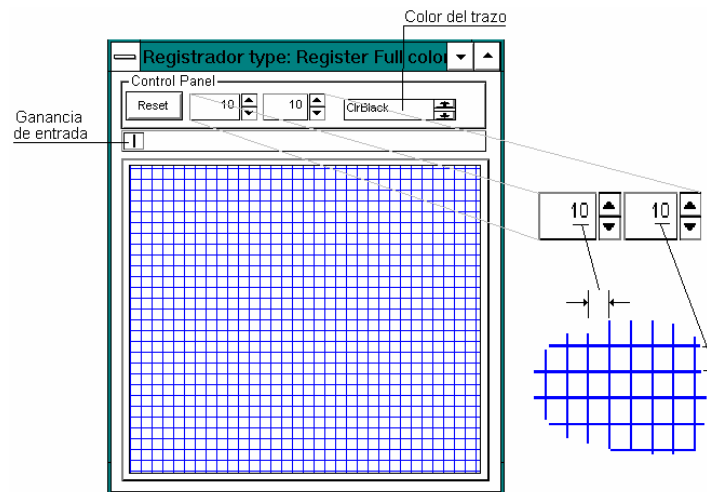 Color del trazo
Registrador type: Register Full color
Control Panel
Reset
10
10
ClrBlack
Ganancia
de entrada
I
10
10